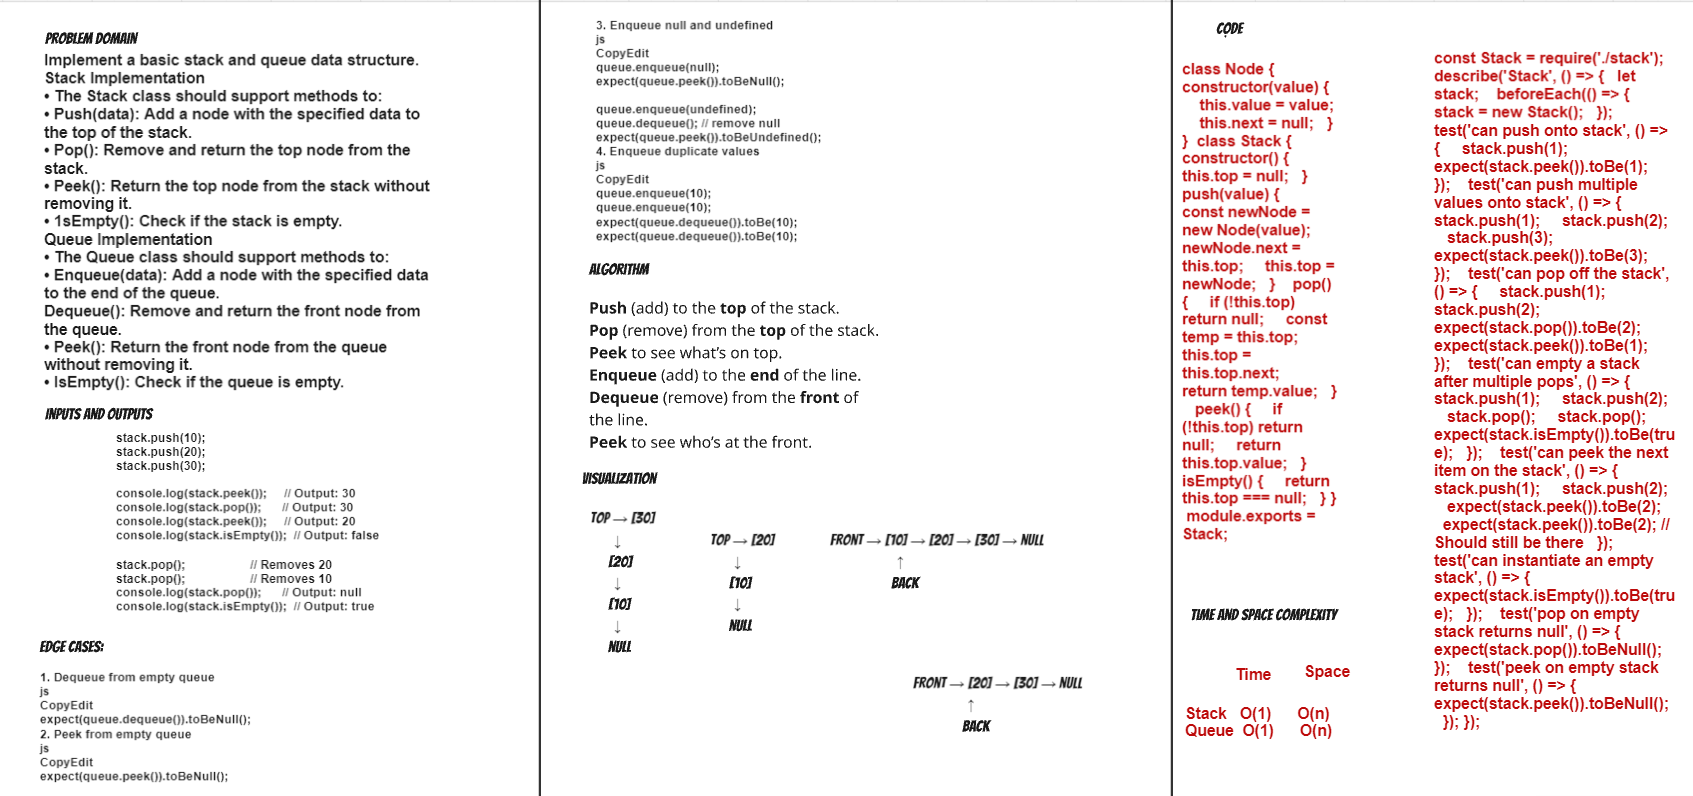 PROBLEM DOMAIN
Implement a basic stack and queue data structure.
Stack Implementation
• The Stack class should support methods to:
• Push(data): Add a node with the specified data to
the top of the stack.
• Pop(): Remove and return the top node from the
stack.
• Peek(): Return the top node from the stack without
removing it.
• 1sEmpty(): Check if the stack is empty.
Queue Implementation
• The Queue class should support methods to:
• Enqueue(data): Add a node with the specified data
to the end of the queue.
Dequeue(): Remove and return the front node from
the queue.
• Peek(): Return the front node from the queue
without removing it.
• IsEmpty(): Check if the queue is empty.
INPUTS AND OUTPUTS
stack.push(10);
stack.push(20);
stack.push(30);
console.log(stack.peek()); // Output: 30
console.log(stack.pop()); // Output: 30
console.log(stack.peek()); // Output: 20
console.log(stack.isEmpty()); // Output: false
stack.pop(); // Removes 20
stack.pop(); // Removes 10
console.log(stack.pop()); // Output: null
console.log(stack.isEmpty()); // Output: true
EDGE CASES:
1. Dequeue from empty queue
js
CopyEdit
expect(queue.dequeue()).toBeNull();
2. Peek from empty queue
js
CopyEdit
expect(queue.peek()).toBeNull();
3. Enqueue null and undefined
js
CopyEdit
queue.enqueue(null);
expect(queue.peek()).toBeNull();
queue.enqueue(undefined);
queue.dequeue(); // remove null
expect(queue.peek()).toBeUndefined();
4. Enqueue duplicate values
js
CopyEdit
queue.enqueue(10);
queue.enqueue(10);
expect(queue.dequeue()).toBe(10);
expect(queue.dequeue()).toBe(10);
ALGORITHM
Push (add) to the top of the stack.
Pop (remove) from the top of the stack.
Peek to see what's on top.
Enqueue (add) to the end of the line.
Dequeue (remove) from the front of
the line.
Peek to see who's at the front.
VISUALIZATION
TOP → [30]
↓
[20]
↓
[10]
↓
NULL
TOP → [20]
↓
[10]
↓
NULL
FRONT → [10] → [20] → [30] → NULL
↑
BACK
FRONT → [20] → [30] → NULL
↑
BACK
CODE
class Node {
constructor(value) {
this.value = value;
this.next = null; }
} class Stack {
constructor() {
this.top = null; }
push(value) {
const newNode =
new Node(value);
newNode.next =
this.top; this.top =
newNode; } pop()
{ if (!this.top)
return null; const
temp = this.top;
this.top =
this.top.next;
return temp.value; }
peek() { if
(!this.top) return
null; return
this.top.value; }
isEmpty() { return
this.top === null; } }
module.exports =
Stack;
TIME AND SPACE COMPLEXITY
Time Space
Stack O(1) O(n)
Queue O(1) O(n)
const Stack = require('./stack');
describe('Stack', () => { let
stack; beforeEach(() => {
stack = new Stack(); });
test('can push onto stack', () =>
{ stack.push(1);
expect(stack.peek()).toBe(1);
}); test('can push multiple
values onto stack', () => {
stack.push(1); stack.push(2);
stack.push(3);
expect(stack.peek()).toBe(3);
}); test('can pop off the stack',
() => { stack.push(1);
stack.push(2);
expect(stack.pop()).toBe(2);
expect(stack.peek()).toBe(1);
}); test('can empty a stack
after multiple pops', () => {
stack.push(1); stack.push(2);
stack.pop(); stack.pop();
expect(stack.isEmpty()).toBe(tru
e); }); test('can peek the next
item on the stack', () => {
stack.push(1); stack.push(2);
expect(stack.peek()).toBe(2);
expect(stack.peek()).toBe(2); //
Should still be there });
test('can instantiate an empty
stack', () => {
expect(stack.isEmpty()).toBe(tru
e); }); test('pop on empty
stack returns null', () => {
expect(stack.pop()).toBeNull();
}); test('peek on empty stack
returns null', () => {
expect(stack.peek()).toBeNull();
}); });